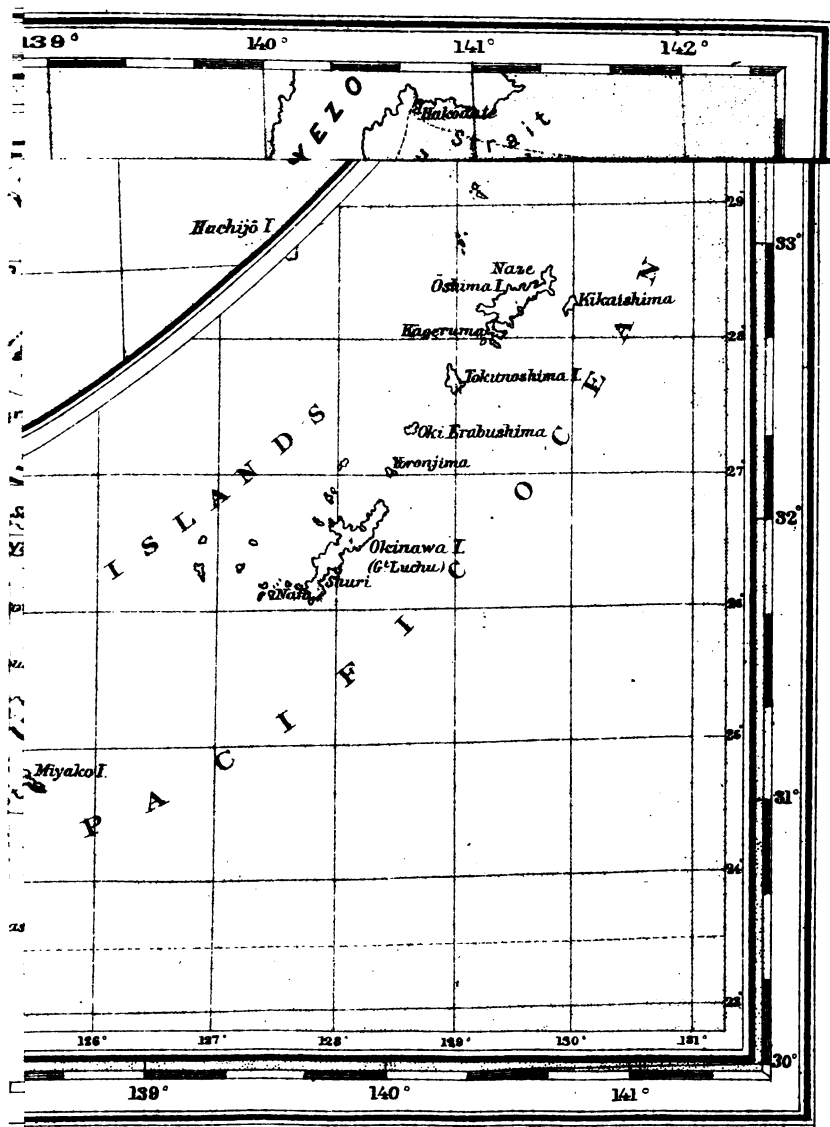 139° 140° 141° 142°
YEZO
Hakodate
u Strait
29
Hachijō I.
33°
Naze
Ōshima I.
Kikaishima
Kageruma
28
Tokunoshima I.
Oki Erabushima
Yoronjima
27
ISLANDS
32°
Okinawa I.
(Gt. Luchu)
Shuri
Nafa
26
25
Miyako I.
31°
PACIFIC OCEAN
24
23
126° 127° 128° 129° 130° 131°
30°
139° 140° 141°